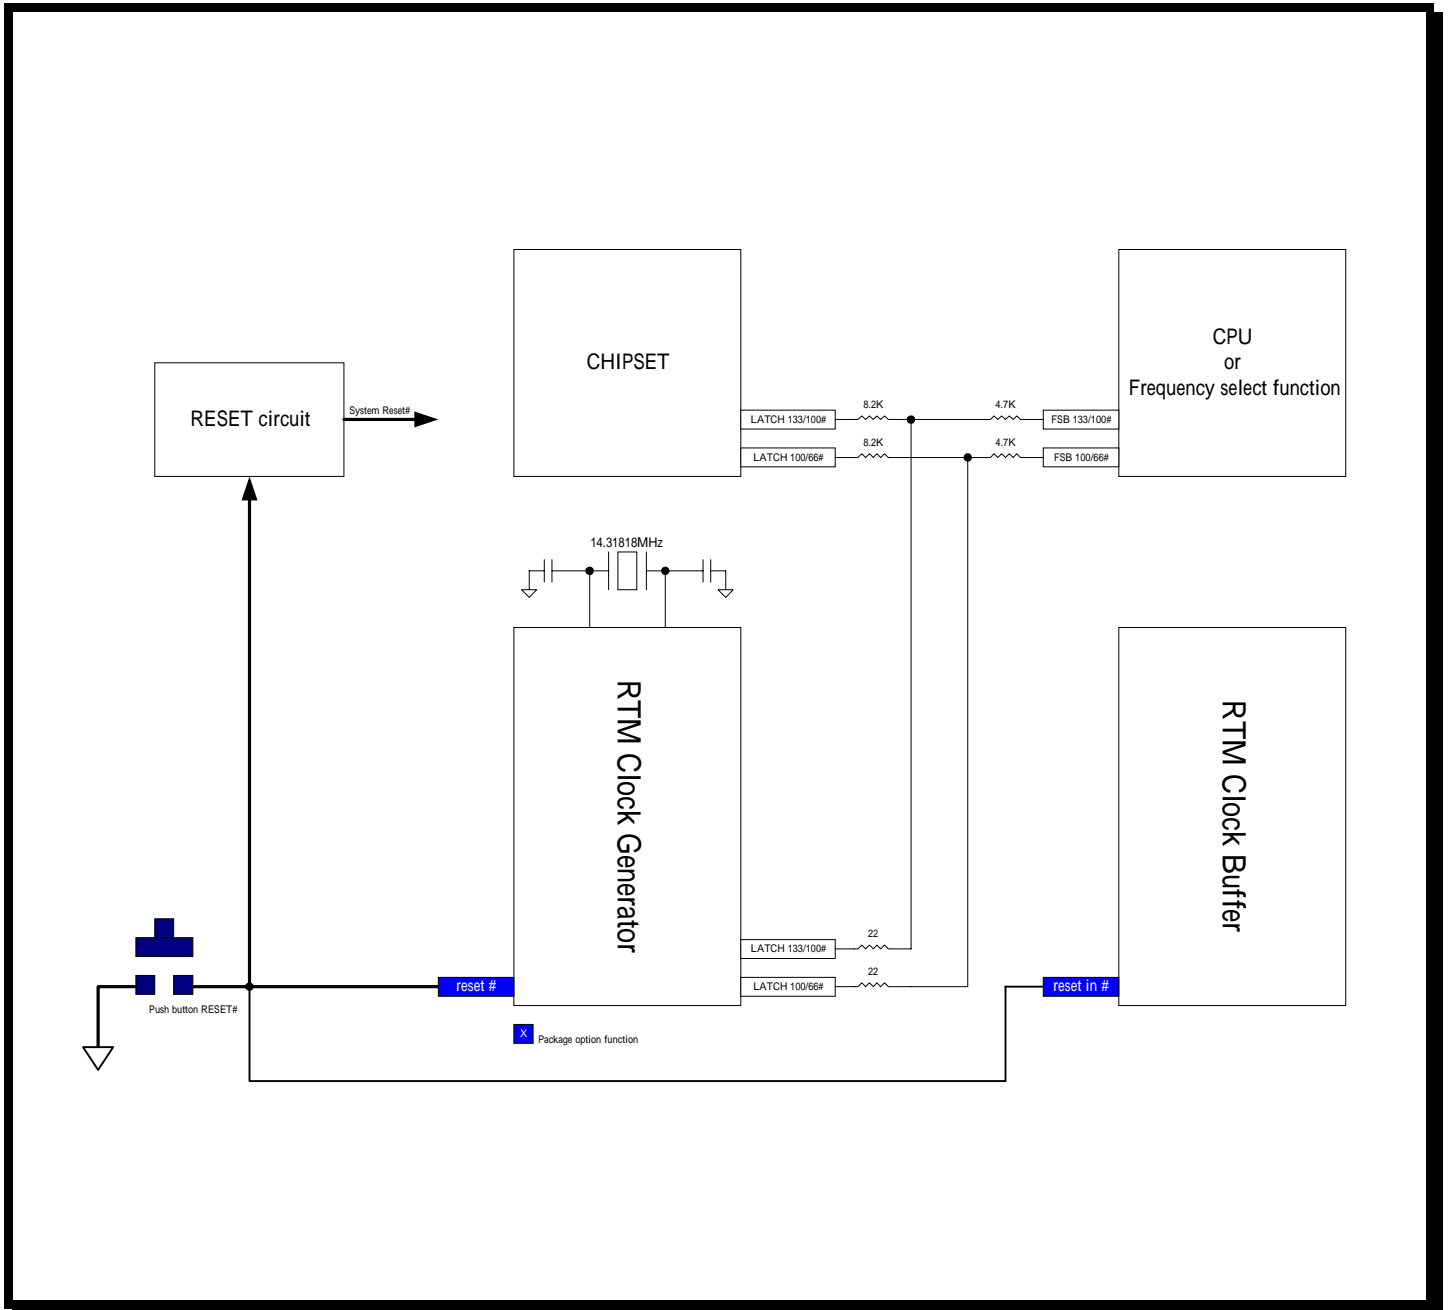 CHIPSET
CPU
or
Frequency select function
RESET circuit
System Reset#
8.2K
4.7K
LATCH 133/100#
FSB 133/100#
8.2K
4.7K
LATCH 100/66#
FSB 100/66#
14.31818MHz
RTM Clock Generator
RTM Clock Buffer
22
LATCH 133/100#
22
LATCH 100/66#
reset #
reset in #
Push button RESET#
X
Package option function